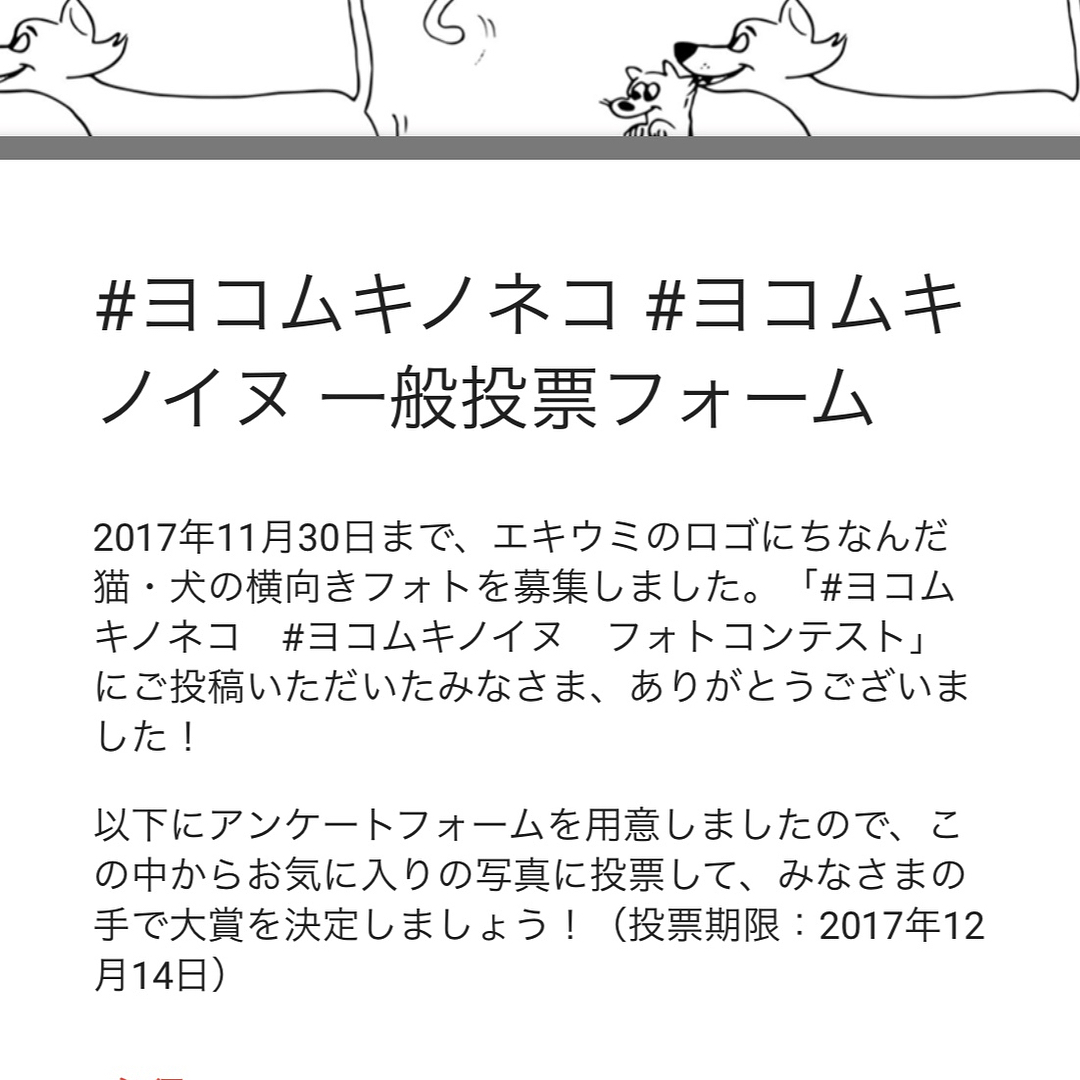 #ヨコムキノネコ #ヨコムキ
ノイヌ 一般投票フォーム
2017年11月30日まで、エキウミのロゴにちなんだ
猫・犬の横向きフォトを募集しました。「#ヨコム
キノネコ　#ヨコムキノイヌ　フォトコンテスト」
にご投稿いただいたみなさま、ありがとうございま
した！
以下にアンケートフォームを用意しましたので、こ
の中からお気に入りの写真に投票して、みなさまの
手で大賞を決定しましょう！（投票期限：2017年12
月14日）